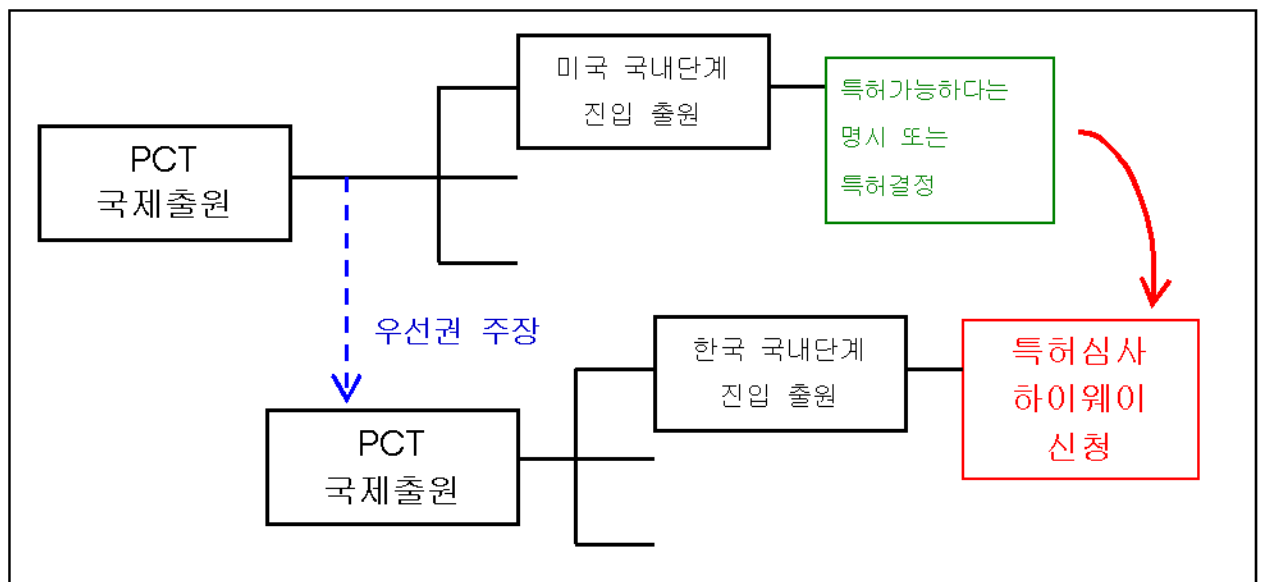 미국 국내단계
진입 출원
특허가능하다는
명시 또는
특허결정
PCT
국제출원
우선권 주장
한국 국내단계
진입 출원
특허심사
하이웨이
신청
PCT
국제출원